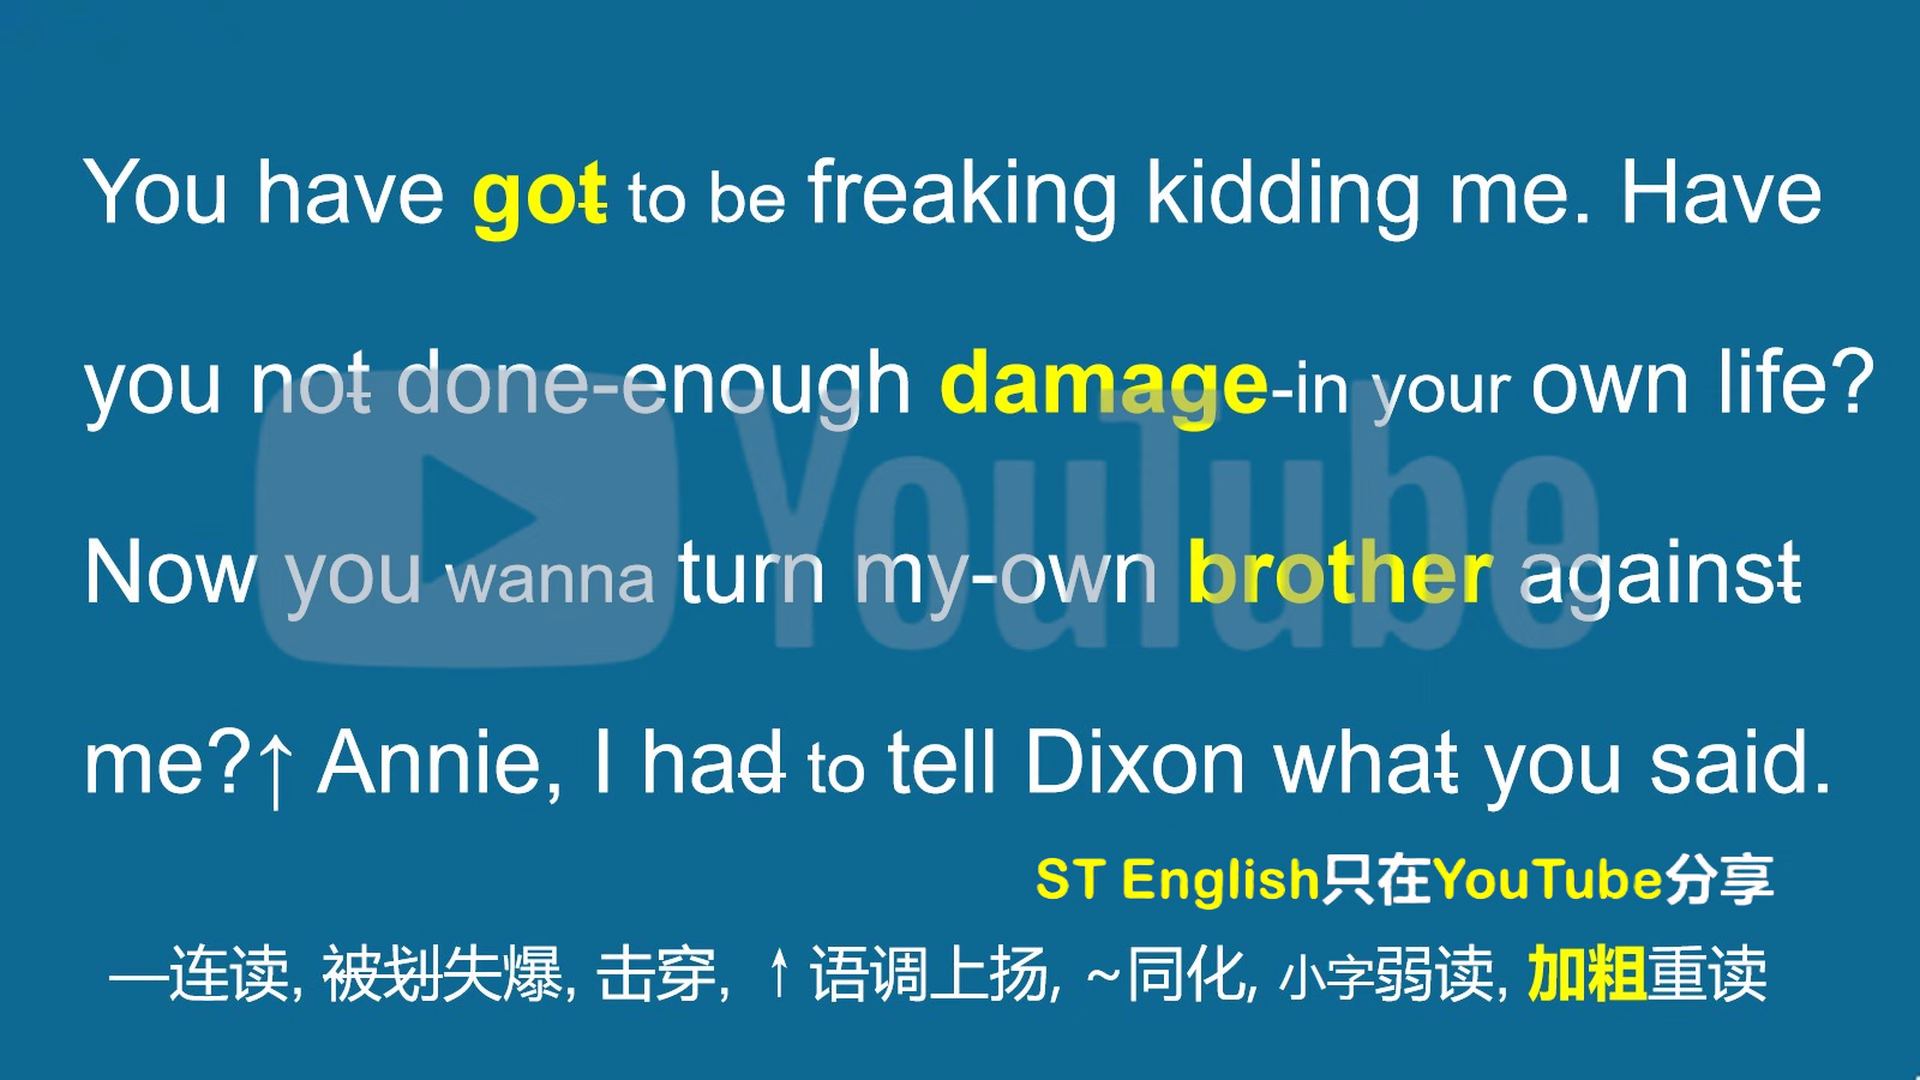 You have got to be freaking kidding me. Have
you not done-enough damage-in your own life?
YouTube
Now you wanna turn my-own brother against
me?↑ Annie, I had to tell Dixon what you said.
ST English只在YouTube分享
—连读, 被划失爆, 击穿, ↑语调上扬, ~同化, 小字弱读, 加粗重读